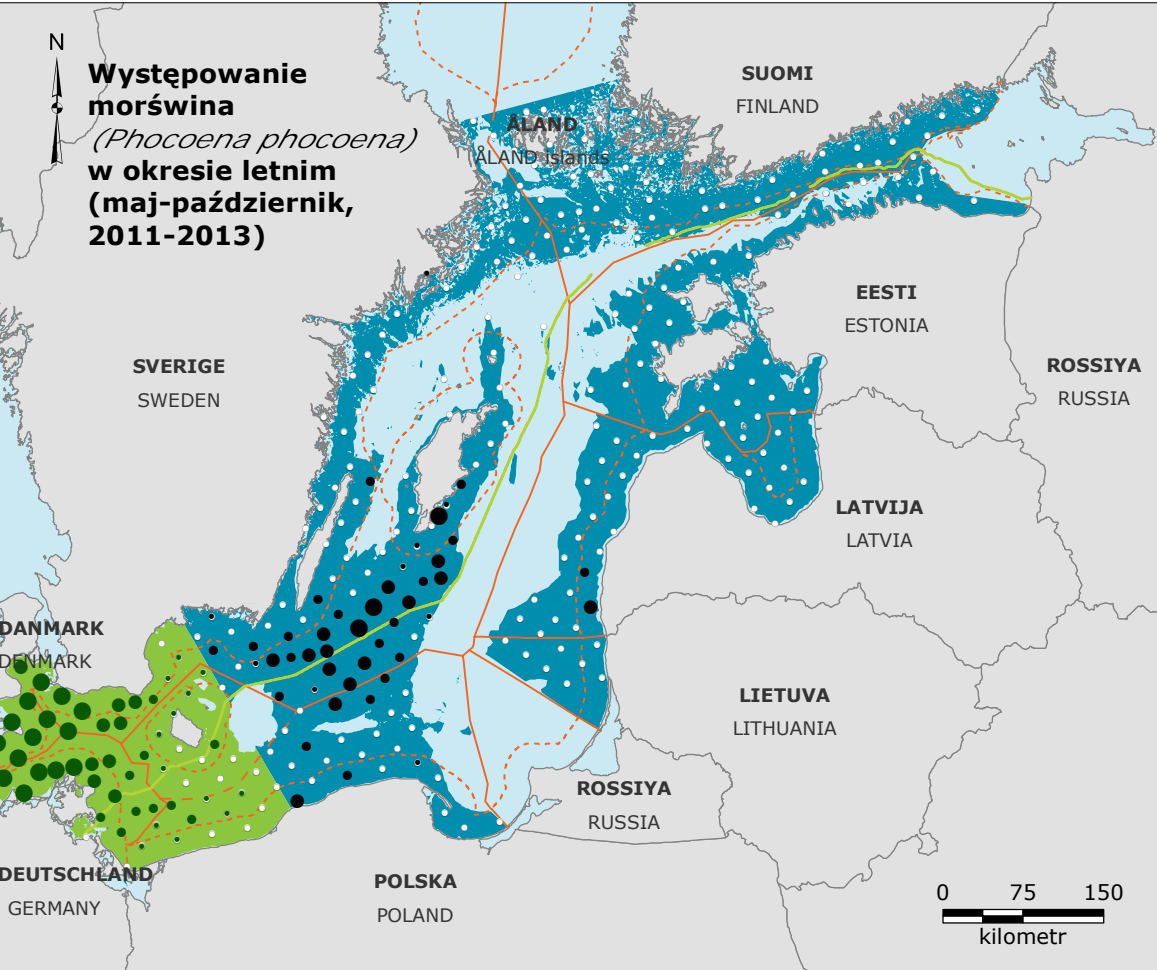 N
Występowanie
morświna
(Phocoena phocoena)
w okresie letnim
(maj-październik,
2011-2013)
SUOMI
FINLAND
ÅLAND
ÅLAND islands
EESTI
ESTONIA
SVERIGE
SWEDEN
ROSSIYA
RUSSIA
LATVIJA
LATVIA
DANMARK
DENMARK
LIETUVA
LITHUANIA
ROSSIYA
RUSSIA
DEUTSCHLAND
GERMANY
POLSKA
POLAND
0 75 150
kilometr